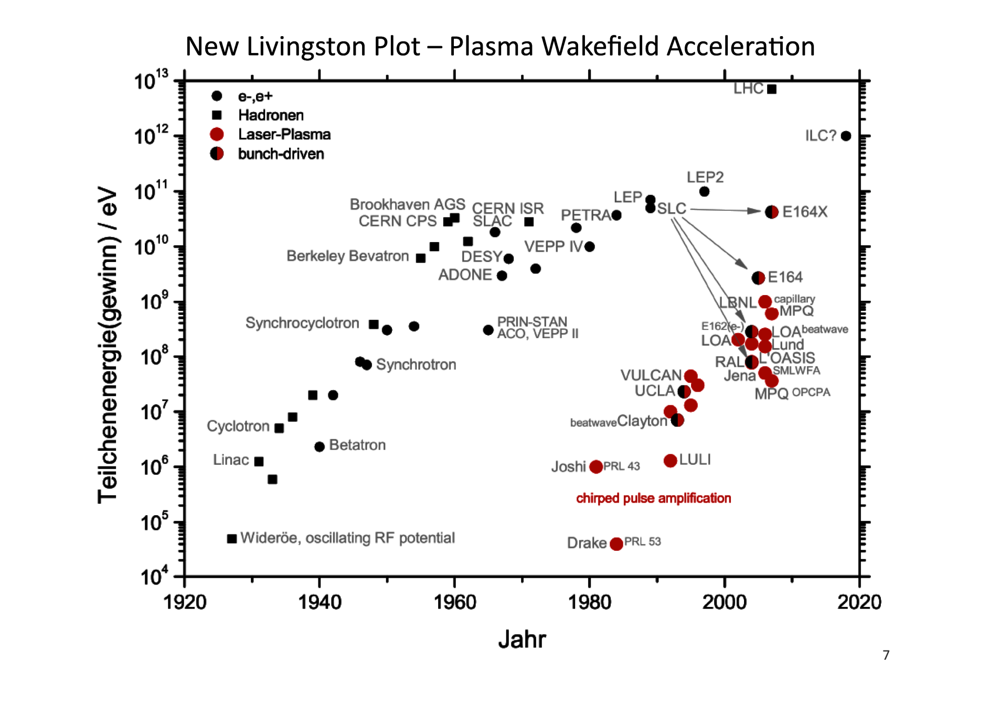 New Livingston Plot – Plasma Wakefield Acceleration
Teilchenenergie(gewinn) / eV
10^13
10^12
10^11
10^10
10^9
10^8
10^7
10^6
10^5
10^4
e-,e+
Hadronen
Laser-Plasma
bunch-driven
LHC
ILC?
LEP2
LEP
SLC
E164X
Brookhaven AGS
CERN ISR
CERN CPS
SLAC
PETRA
VEPP IV
Berkeley Bevatron
DESY
ADONE
E164
LBNL
capillary
MPQ
Synchrocyclotron
PRIN-STAN
ACO, VEPP II
E162(e-)
LOA beatwave
LOA
Lund
L'OASIS
RAL
Synchrotron
SMLWFA
Jena
VULCAN
UCLA
MPQ OPCPA
beatwave Clayton
Cyclotron
Betatron
Linac
Joshi PRL 43
LULI
chirped pulse amplification
Wideröe, oscillating RF potential
Drake PRL 53
1920 1940 1960 1980 2000 2020
Jahr
7